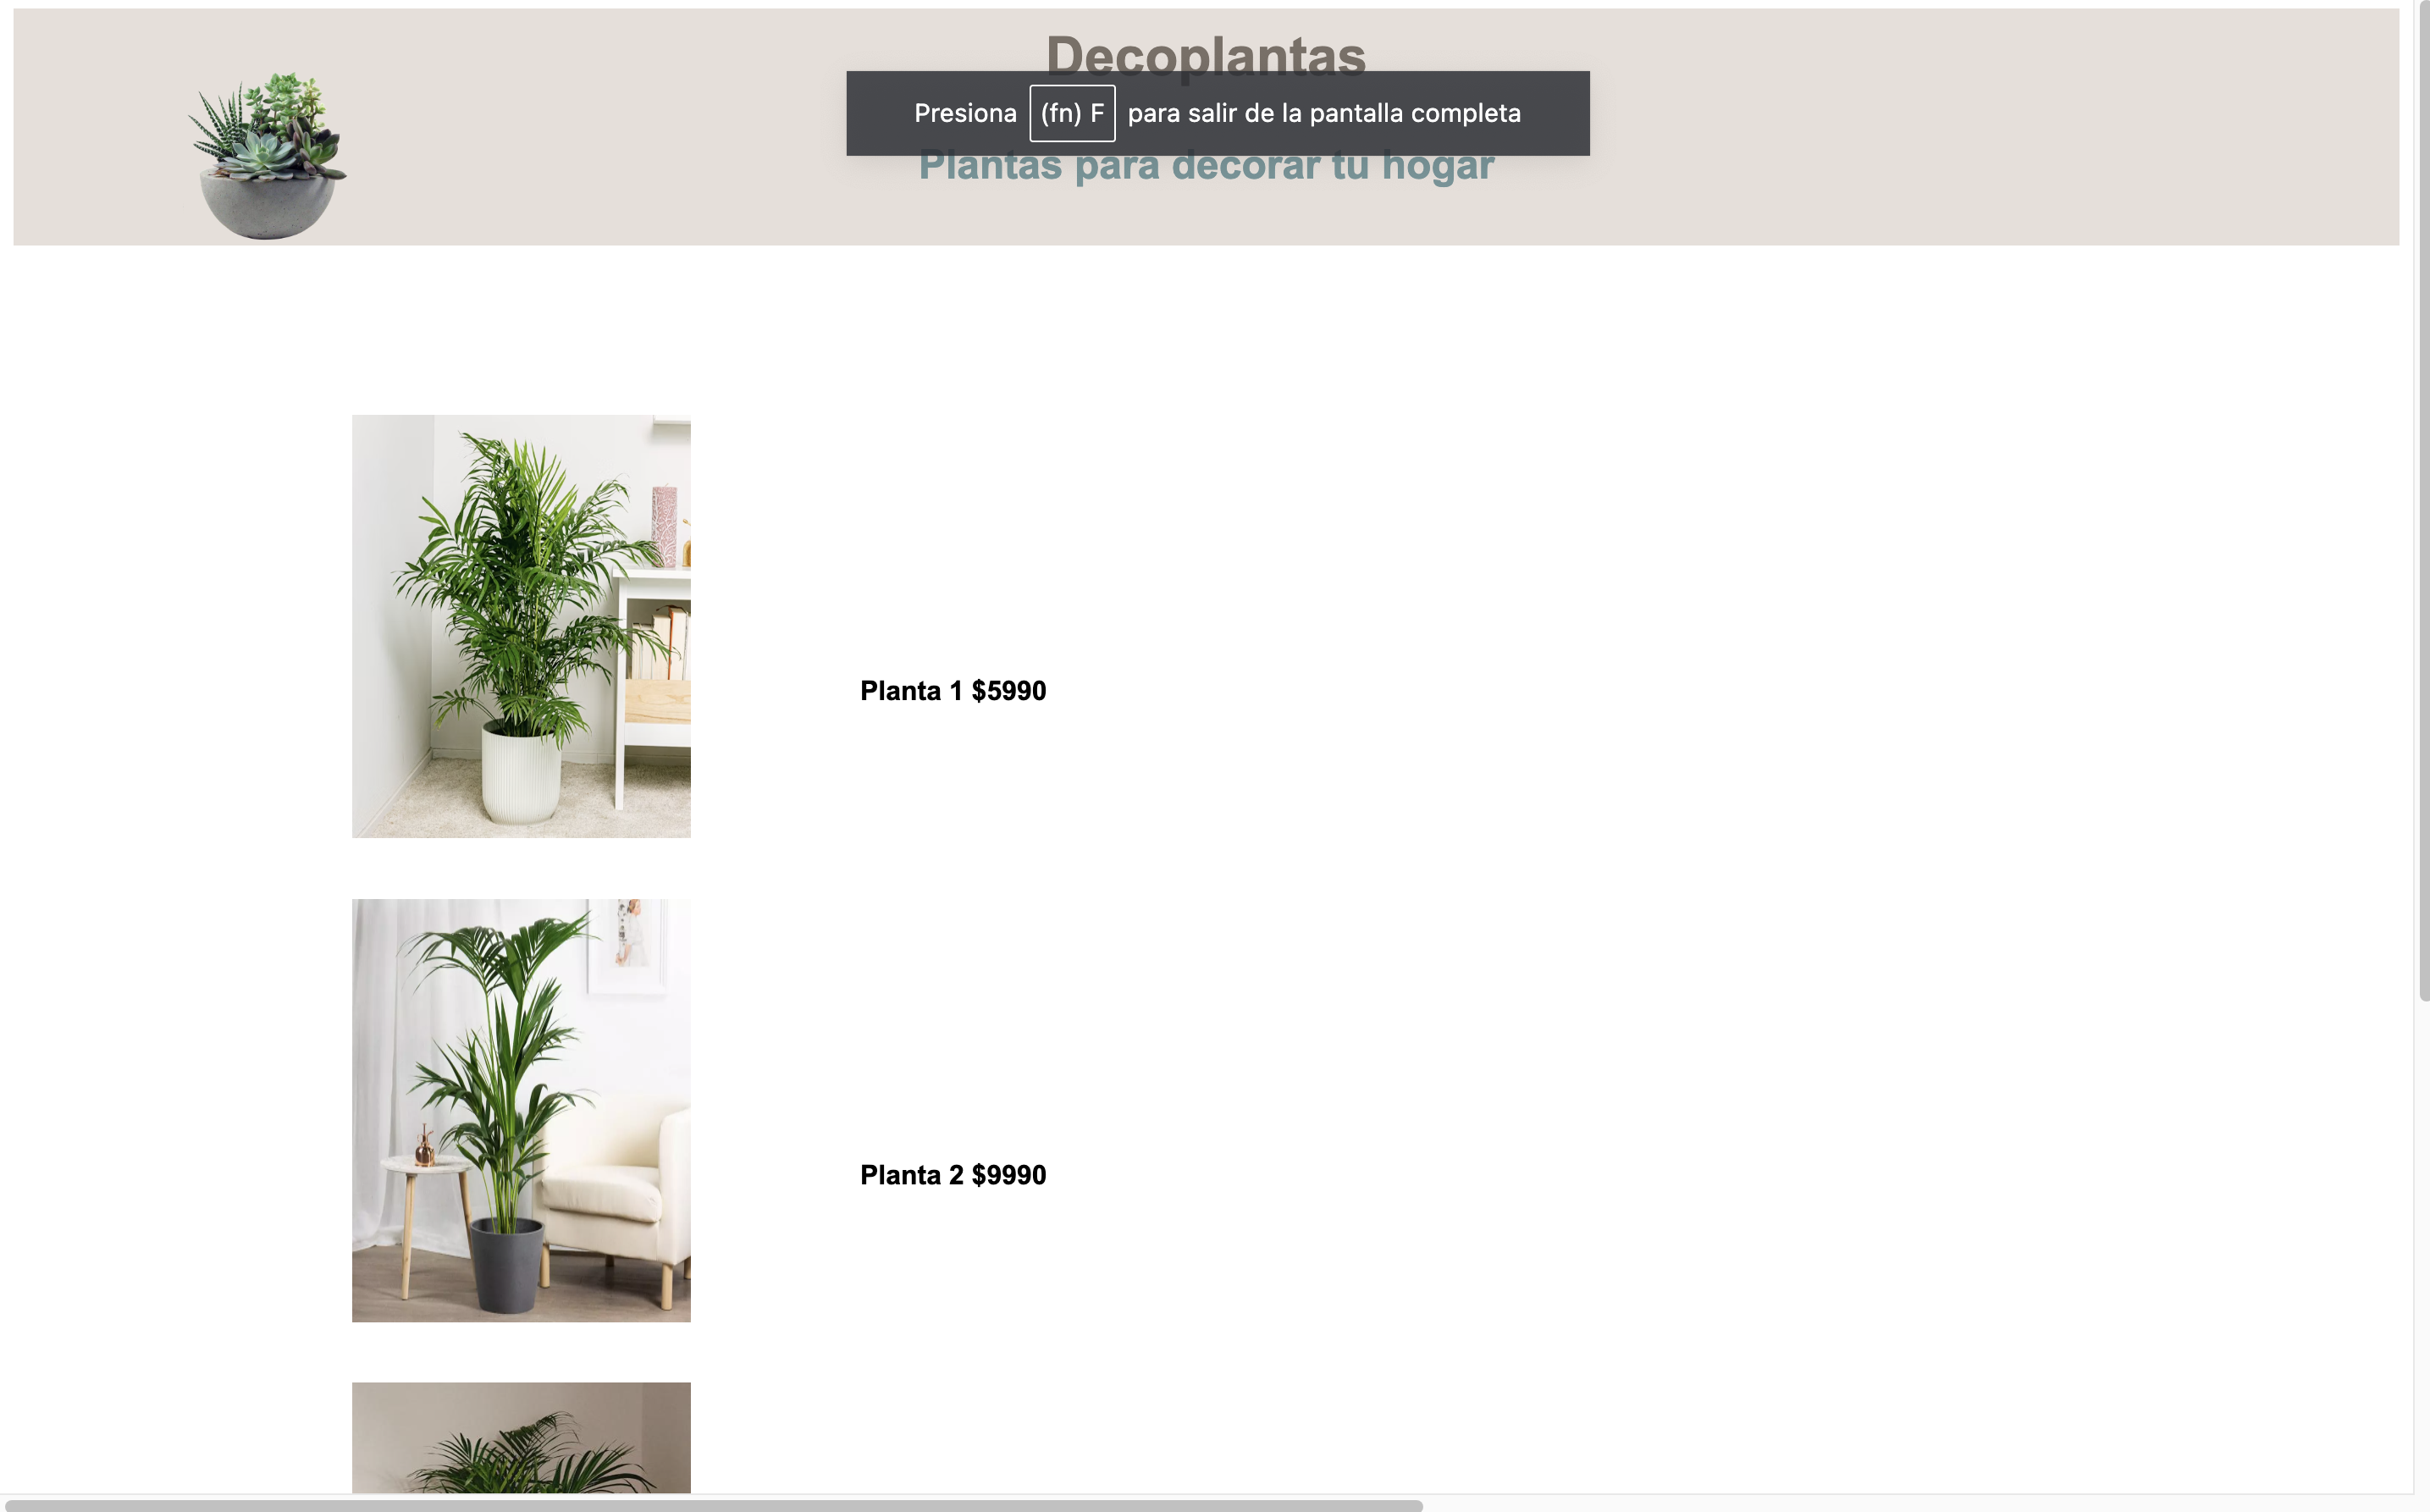 Decoplantas
Presiona (fn) F para salir de la pantalla completa
Plantas para decorar tu hogar
Planta 1 $5990
Planta 2 $9990